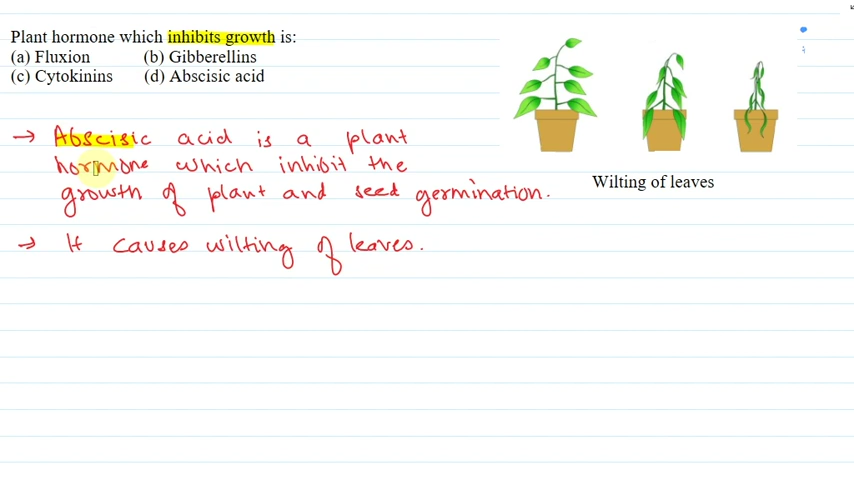 Plant hormone which inhibits growth is:
(a) Fluxion (b) Gibberellins
(c) Cytokinins (d) Abscisic acid
→ Abscisic acid is a plant
hormone which inhibit the
growth of plant and seed germination.
→ It causes wilting of leaves.
Wilting of leaves